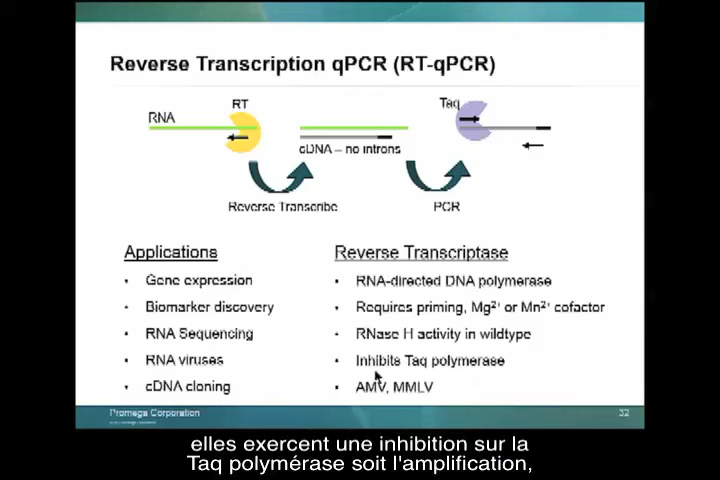 Reverse Transcription qPCR (RT-qPCR)
RNA
RT
Taq
cDNA – no introns
Reverse Transcribe
PCR
Applications
• Gene expression
• Biomarker discovery
• RNA Sequencing
• RNA viruses
• cDNA cloning
Reverse Transcriptase
• RNA-directed DNA polymerase
• Requires priming, Mg²⁺ or Mn²⁺ cofactor
• RNase H activity in wildtype
• Inhibits Taq polymerase
• AMV, MMLV
Promega Corporation
32
elles exercent une inhibition sur la
Taq polymérase soit l'amplification,